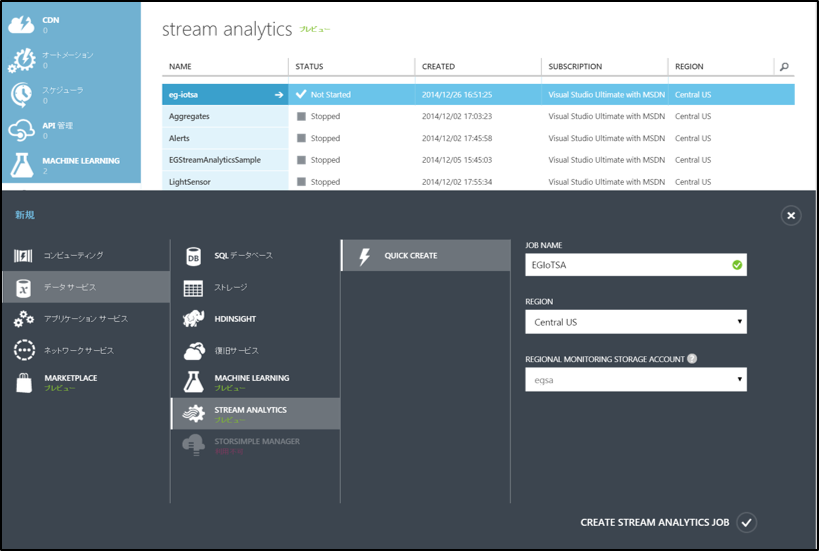 CDN
0
オートメーション
0
スケジューラ
0
API 管理
0
MACHINE LEARNING
2
stream analytics プレビュー
NAME STATUS CREATED SUBSCRIPTION REGION
eg-iotsa Not Started 2014/12/26 16:51:25 Visual Studio Ultimate with MSDN Central US
Aggregates Stopped 2014/12/02 17:03:23 Visual Studio Ultimate with MSDN Central US
Alerts Stopped 2014/12/02 17:45:58 Visual Studio Ultimate with MSDN Central US
EGStreamAnalyticsSample Stopped 2014/12/05 15:45:03 Visual Studio Ultimate with MSDN Central US
LightSensor Stopped 2014/12/02 17:55:34 Visual Studio Ultimate with MSDN Central US
新規
コンピューティング
データ サービス
アプリケーション サービス
ネットワーク サービス
MARKETPLACE
プレビュー
SQL データベース
ストレージ
HDINSIGHT
復旧サービス
MACHINE LEARNING
プレビュー
STREAM ANALYTICS
プレビュー
STORSIMPLE MANAGER
QUICK CREATE
JOB NAME
EGIoTSA
REGION
Central US
REGIONAL MONITORING STORAGE ACCOUNT ?
egsa
CREATE STREAM ANALYTICS JOB